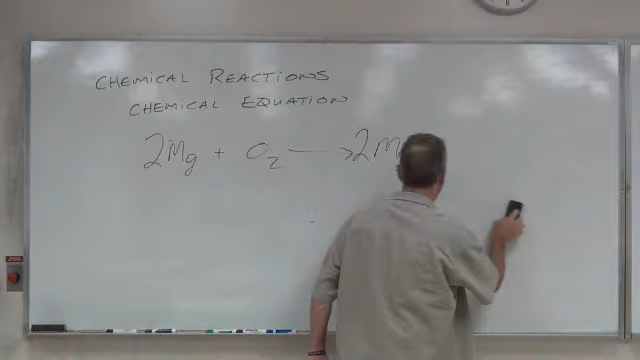 CHEMICAL REACTIONS
CHEMICAL EQUATION
2Mg + O₂ → 2M